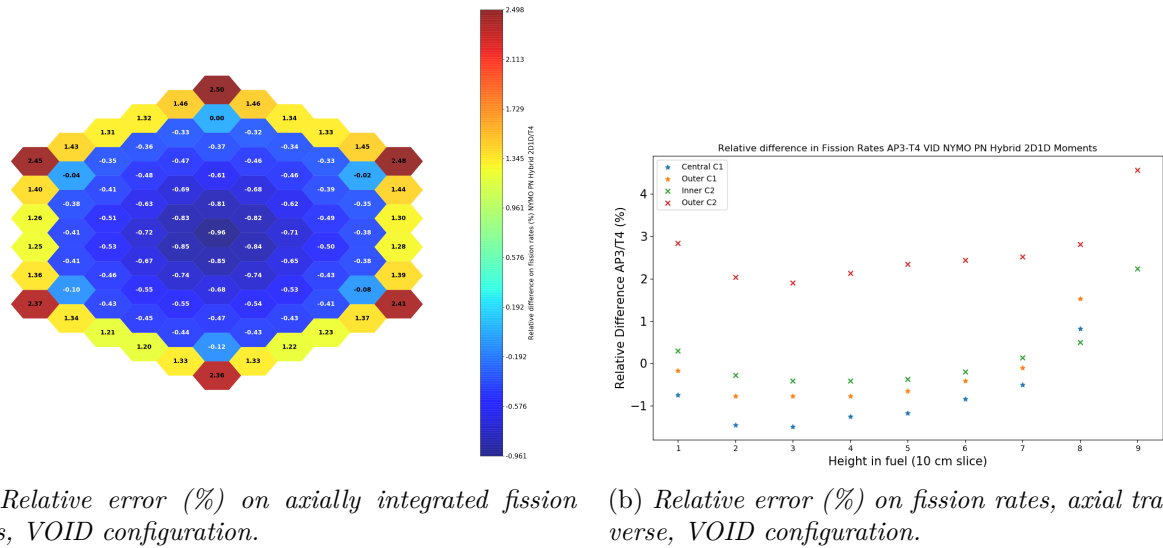 2.50
1.46 1.46
1.32 0.00 1.34
1.31 -0.33 -0.32 1.33
1.43 -0.36 -0.37 -0.34 1.45
2.45 -0.35 -0.47 -0.46 -0.33 2.48
-0.04 -0.48 -0.61 -0.46 -0.02
1.40 -0.41 -0.69 -0.68 -0.39 1.44
-0.38 -0.63 -0.81 -0.62 -0.35
1.26 -0.51 -0.83 -0.82 -0.49 1.30
-0.41 -0.72 -0.96 -0.71 -0.38
1.25 -0.53 -0.85 -0.84 -0.50 1.28
-0.41 -0.67 -0.85 -0.65 -0.38
1.36 -0.46 -0.74 -0.74 -0.43 1.39
-0.10 -0.55 -0.68 -0.53 -0.08
2.37 -0.43 -0.55 -0.54 -0.41 2.41
1.34 -0.45 -0.47 -0.43 1.37
1.21 -0.44 -0.43 1.23
1.20 -0.12 1.22
1.33 1.33
2.36
2.498
2.113
1.729
1.345
0.961
0.576
0.192
-0.192
-0.576
-0.961
Relative difference on fission rates (%) NYMO PN Hybrid 2D1D/T4
Relative error (%) on axially integrated fission
s, VOID configuration.
Relative difference in Fission Rates AP3-T4 VID NYMO PN Hybrid 2D1D Moments
Central C1
Outer C1
Inner C2
Outer C2
Relative Difference AP3/T4 (%)
4
3
2
1
0
−1
1 2 3 4 5 6 7 8 9
Height in fuel (10 cm slice)
(b) Relative error (%) on fission rates, axial tra
verse, VOID configuration.